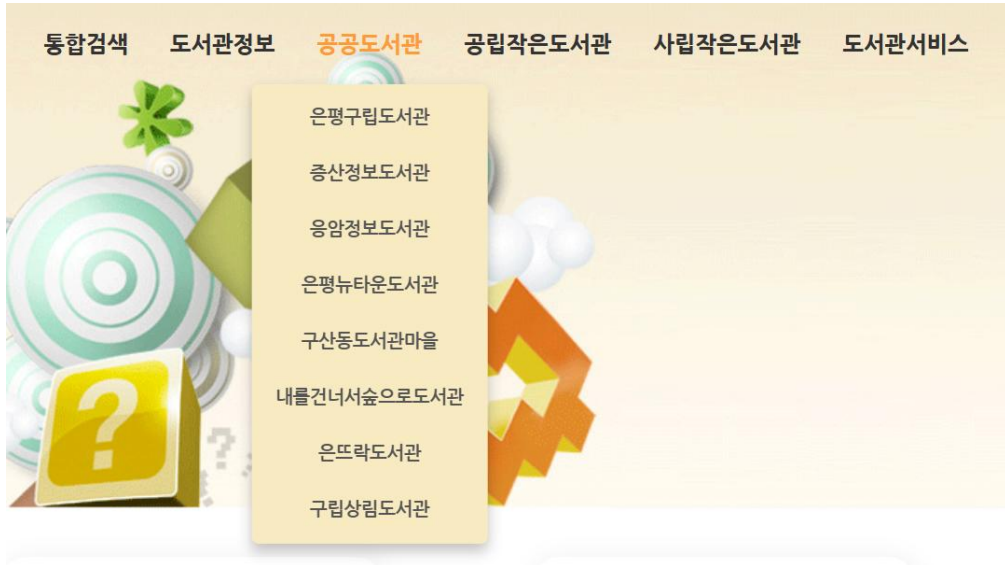 통합검색 도서관정보 공공도서관 공립작은도서관 사립작은도서관 도서관서비스
은평구립도서관
증산정보도서관
응암정보도서관
은평뉴타운도서관
구산동도서관마을
내를건너서숲으로도서관
은뜨락도서관
구립상림도서관
?
?